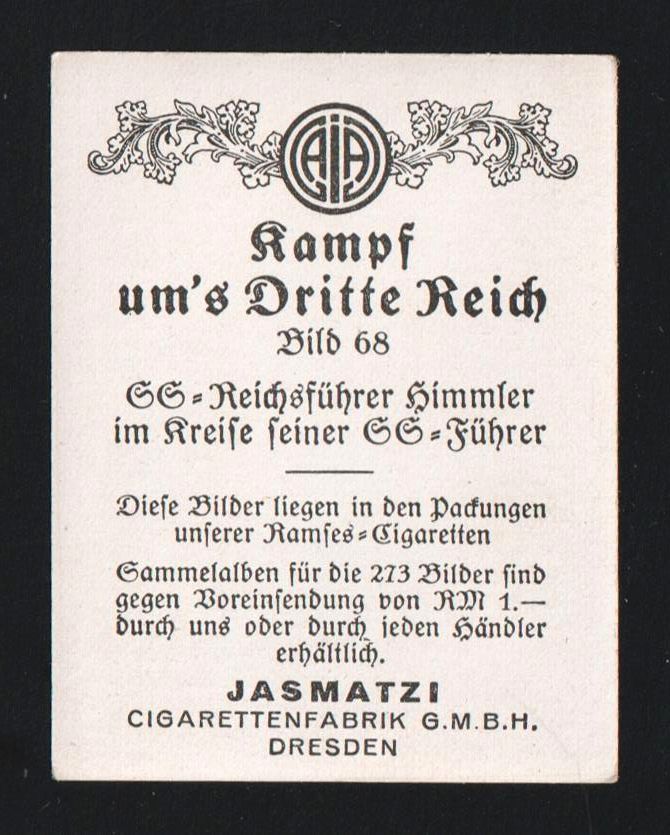 Kampf
um's Dritte Reich
Bild 68
SS-Reichsführer Himmler
im Kreise seiner SS-Führer
Diese Bilder liegen in den Packungen
unserer Ramses-Cigaretten
Sammelalben für die 273 Bilder sind
gegen Voreinsendung von RM 1.—
durch uns oder durch jeden Händler
erhältlich.
JASMATZI
CIGARETTENFABRIK G.M.B.H.
DRESDEN